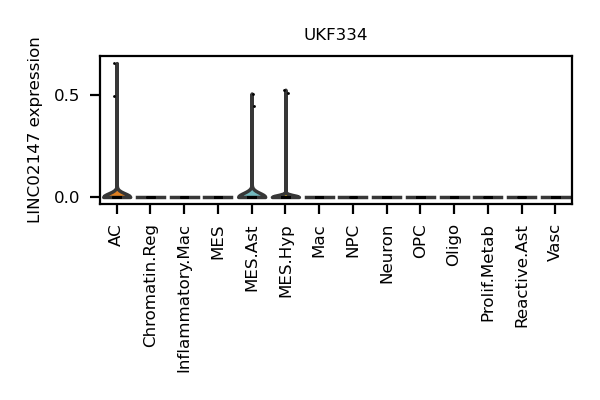 UKF334
LINC02147 expression
0.5
0.0
AC
Chromatin.Reg
Inflammatory.Mac
MES
MES.Ast
MES.Hyp
Mac
NPC
Neuron
OPC
Oligo
Prolif.Metab
Reactive.Ast
Vasc